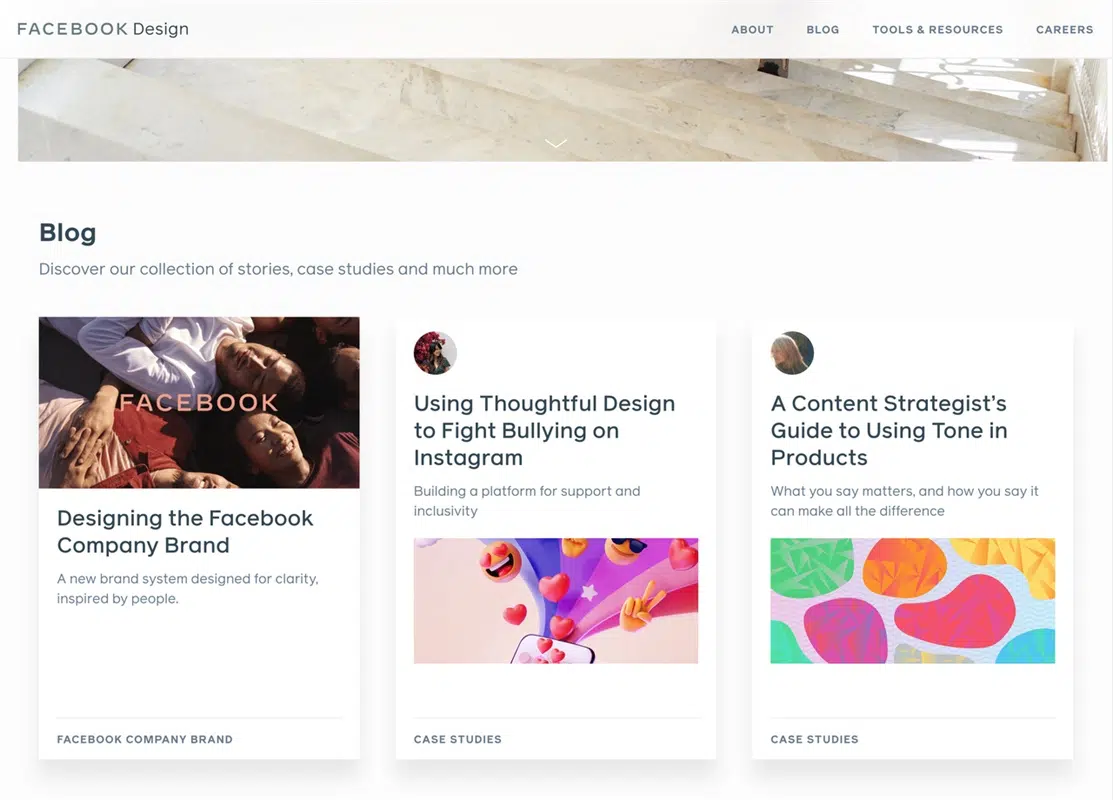 FACEBOOK Design
ABOUT BLOG TOOLS & RESOURCES CAREERS
Blog
Discover our collection of stories, case studies and much more
FACEBOOK
Designing the Facebook
Company Brand
A new brand system designed for clarity,
inspired by people.
FACEBOOK COMPANY BRAND
Using Thoughtful Design
to Fight Bullying on
Instagram
Building a platform for support and
inclusivity
CASE STUDIES
A Content Strategist’s
Guide to Using Tone in
Products
What you say matters, and how you say it
can make all the difference
CASE STUDIES